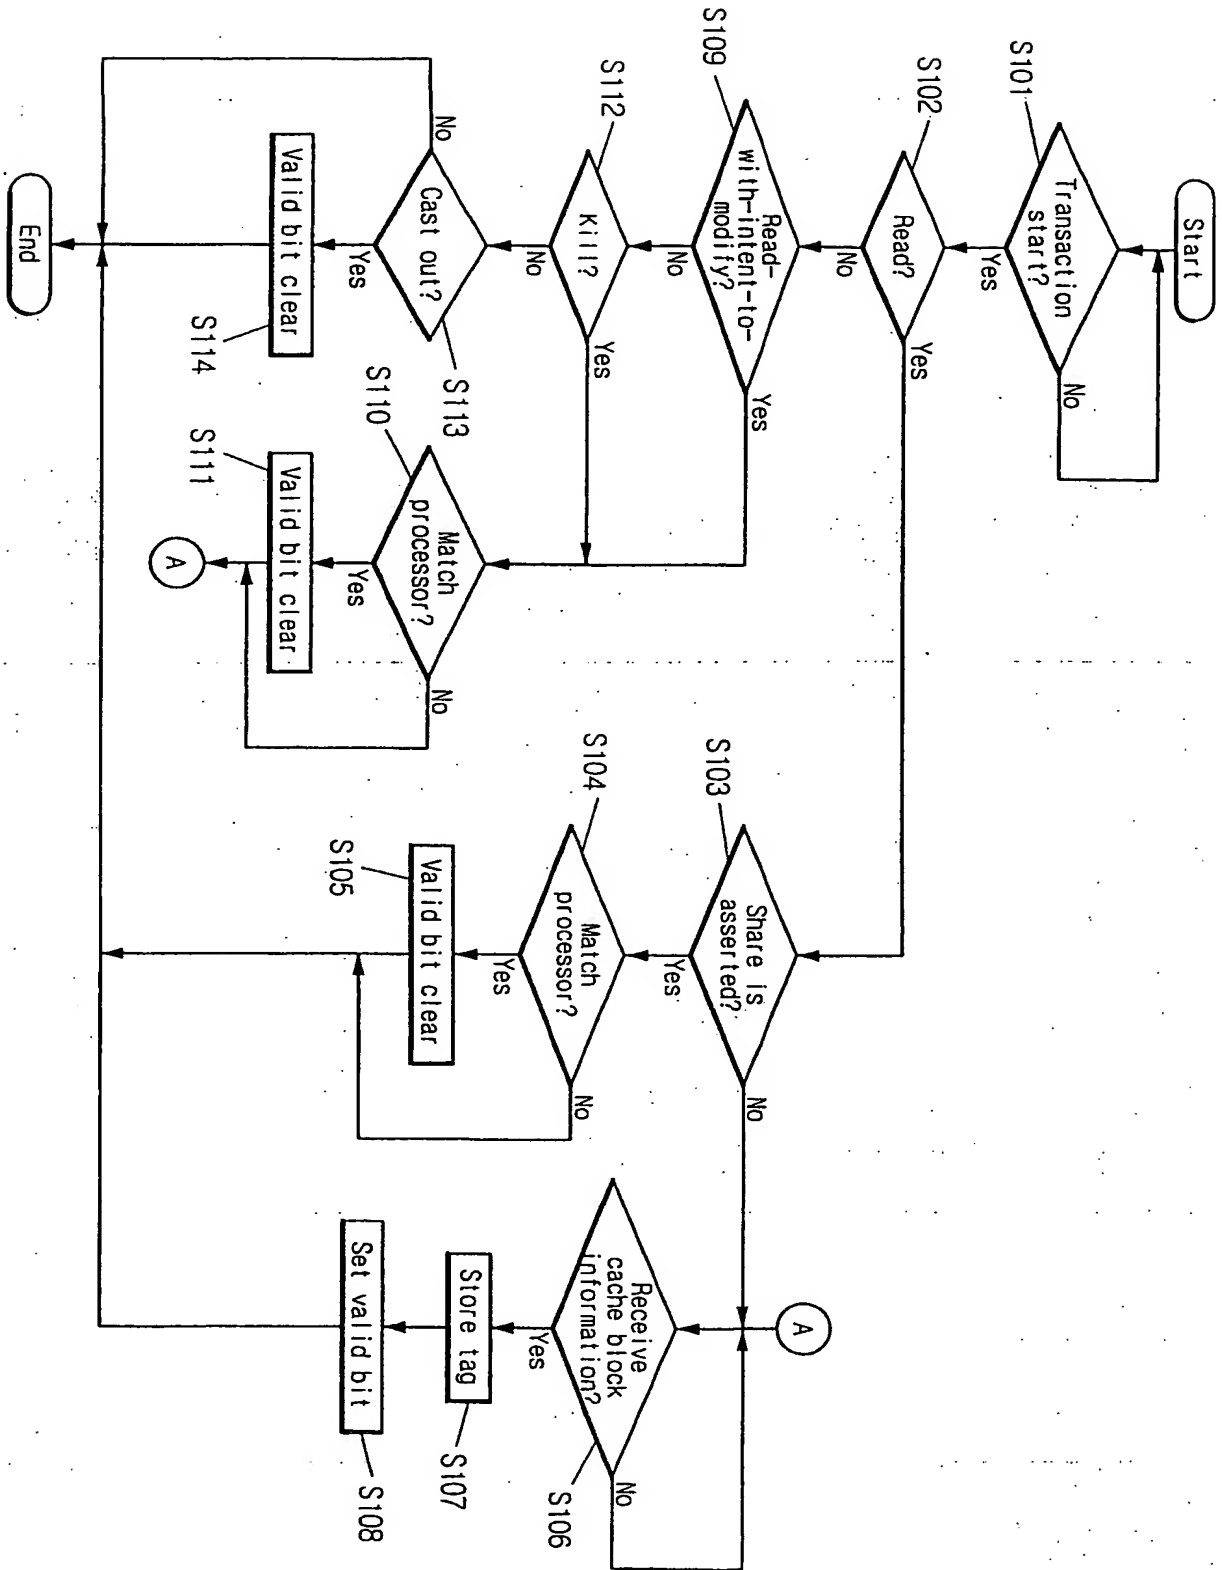 Start
S101
Transaction
start?
No
Yes
S102
Read?
Yes
No
S109
Read-
with-intent-to-
modify?
Yes
No
S112
Kill?
Yes
No
No
Cast out?
S113
Yes
Valid bit clear
S114
End
S110
Match
processor?
No
Yes
S111
Valid bit clear
A
S103
Share is
asserted?
No
Yes
S104
Match
processor?
No
Yes
Valid bit clear
S105
A
Receive
cache block
information?
S106
No
Yes
Store tag
S107
Set valid bit
S108